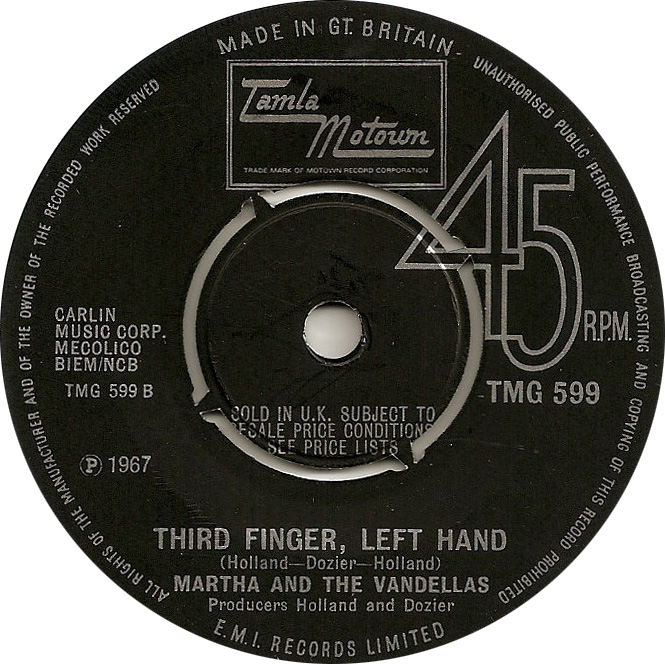 MADE IN GT. BRITAIN
UNAUTHORISED PUBLIC PERFORMANCE BROADCASTING AND COPYING OF THIS RECORD PROHIBITED
ALL RIGHTS OF THE MANUFACTURER AND OF THE OWNER OF THE RECORDED WORK RESERVED
Tamla
Motown
TRADE MARK OF MOTOWN RECORD CORPORATION
45
R.P.M.
CARLIN
MUSIC CORP.
MECOLICO
BIEM/NCB
TMG 599 B
TMG 599
SOLD IN U.K. SUBJECT TO
RESALE PRICE CONDITIONS
SEE PRICE LISTS
℗ 1967
THIRD FINGER, LEFT HAND
(Holland—Dozier—Holland)
MARTHA AND THE VANDELLAS
Producers Holland and Dozier
E.M.I. RECORDS LIMITED